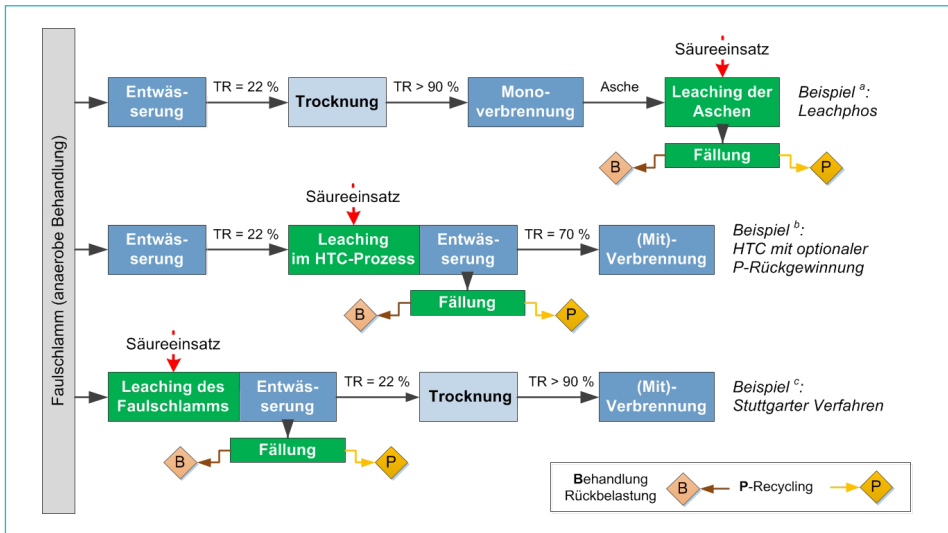 Faulschlamm (anaerobe Behandlung)
Säureeinsatz
Entwäs-
serung
TR = 22 %
Trocknung
TR > 90 %
Mono-
verbrennung
Asche
Leaching der
Aschen
Beispiel ᵃ:
Leachphos
Fällung
B
P
Säureeinsatz
Entwäs-
serung
TR = 22 %
Leaching
im HTC-Prozess
Entwäs-
serung
TR = 70 %
(Mit)-
Verbrennung
Beispiel ᵇ:
HTC mit optionaler
P-Rückgewinnung
Fällung
B
P
Säureeinsatz
Leaching des
Faulschlamms
Entwäs-
serung
TR = 22 %
Trocknung
TR > 90 %
(Mit)-
Verbrennung
Beispiel ᶜ:
Stuttgarter Verfahren
Fällung
B
P
Behandlung
Rückbelastung
B
P-Recycling
P